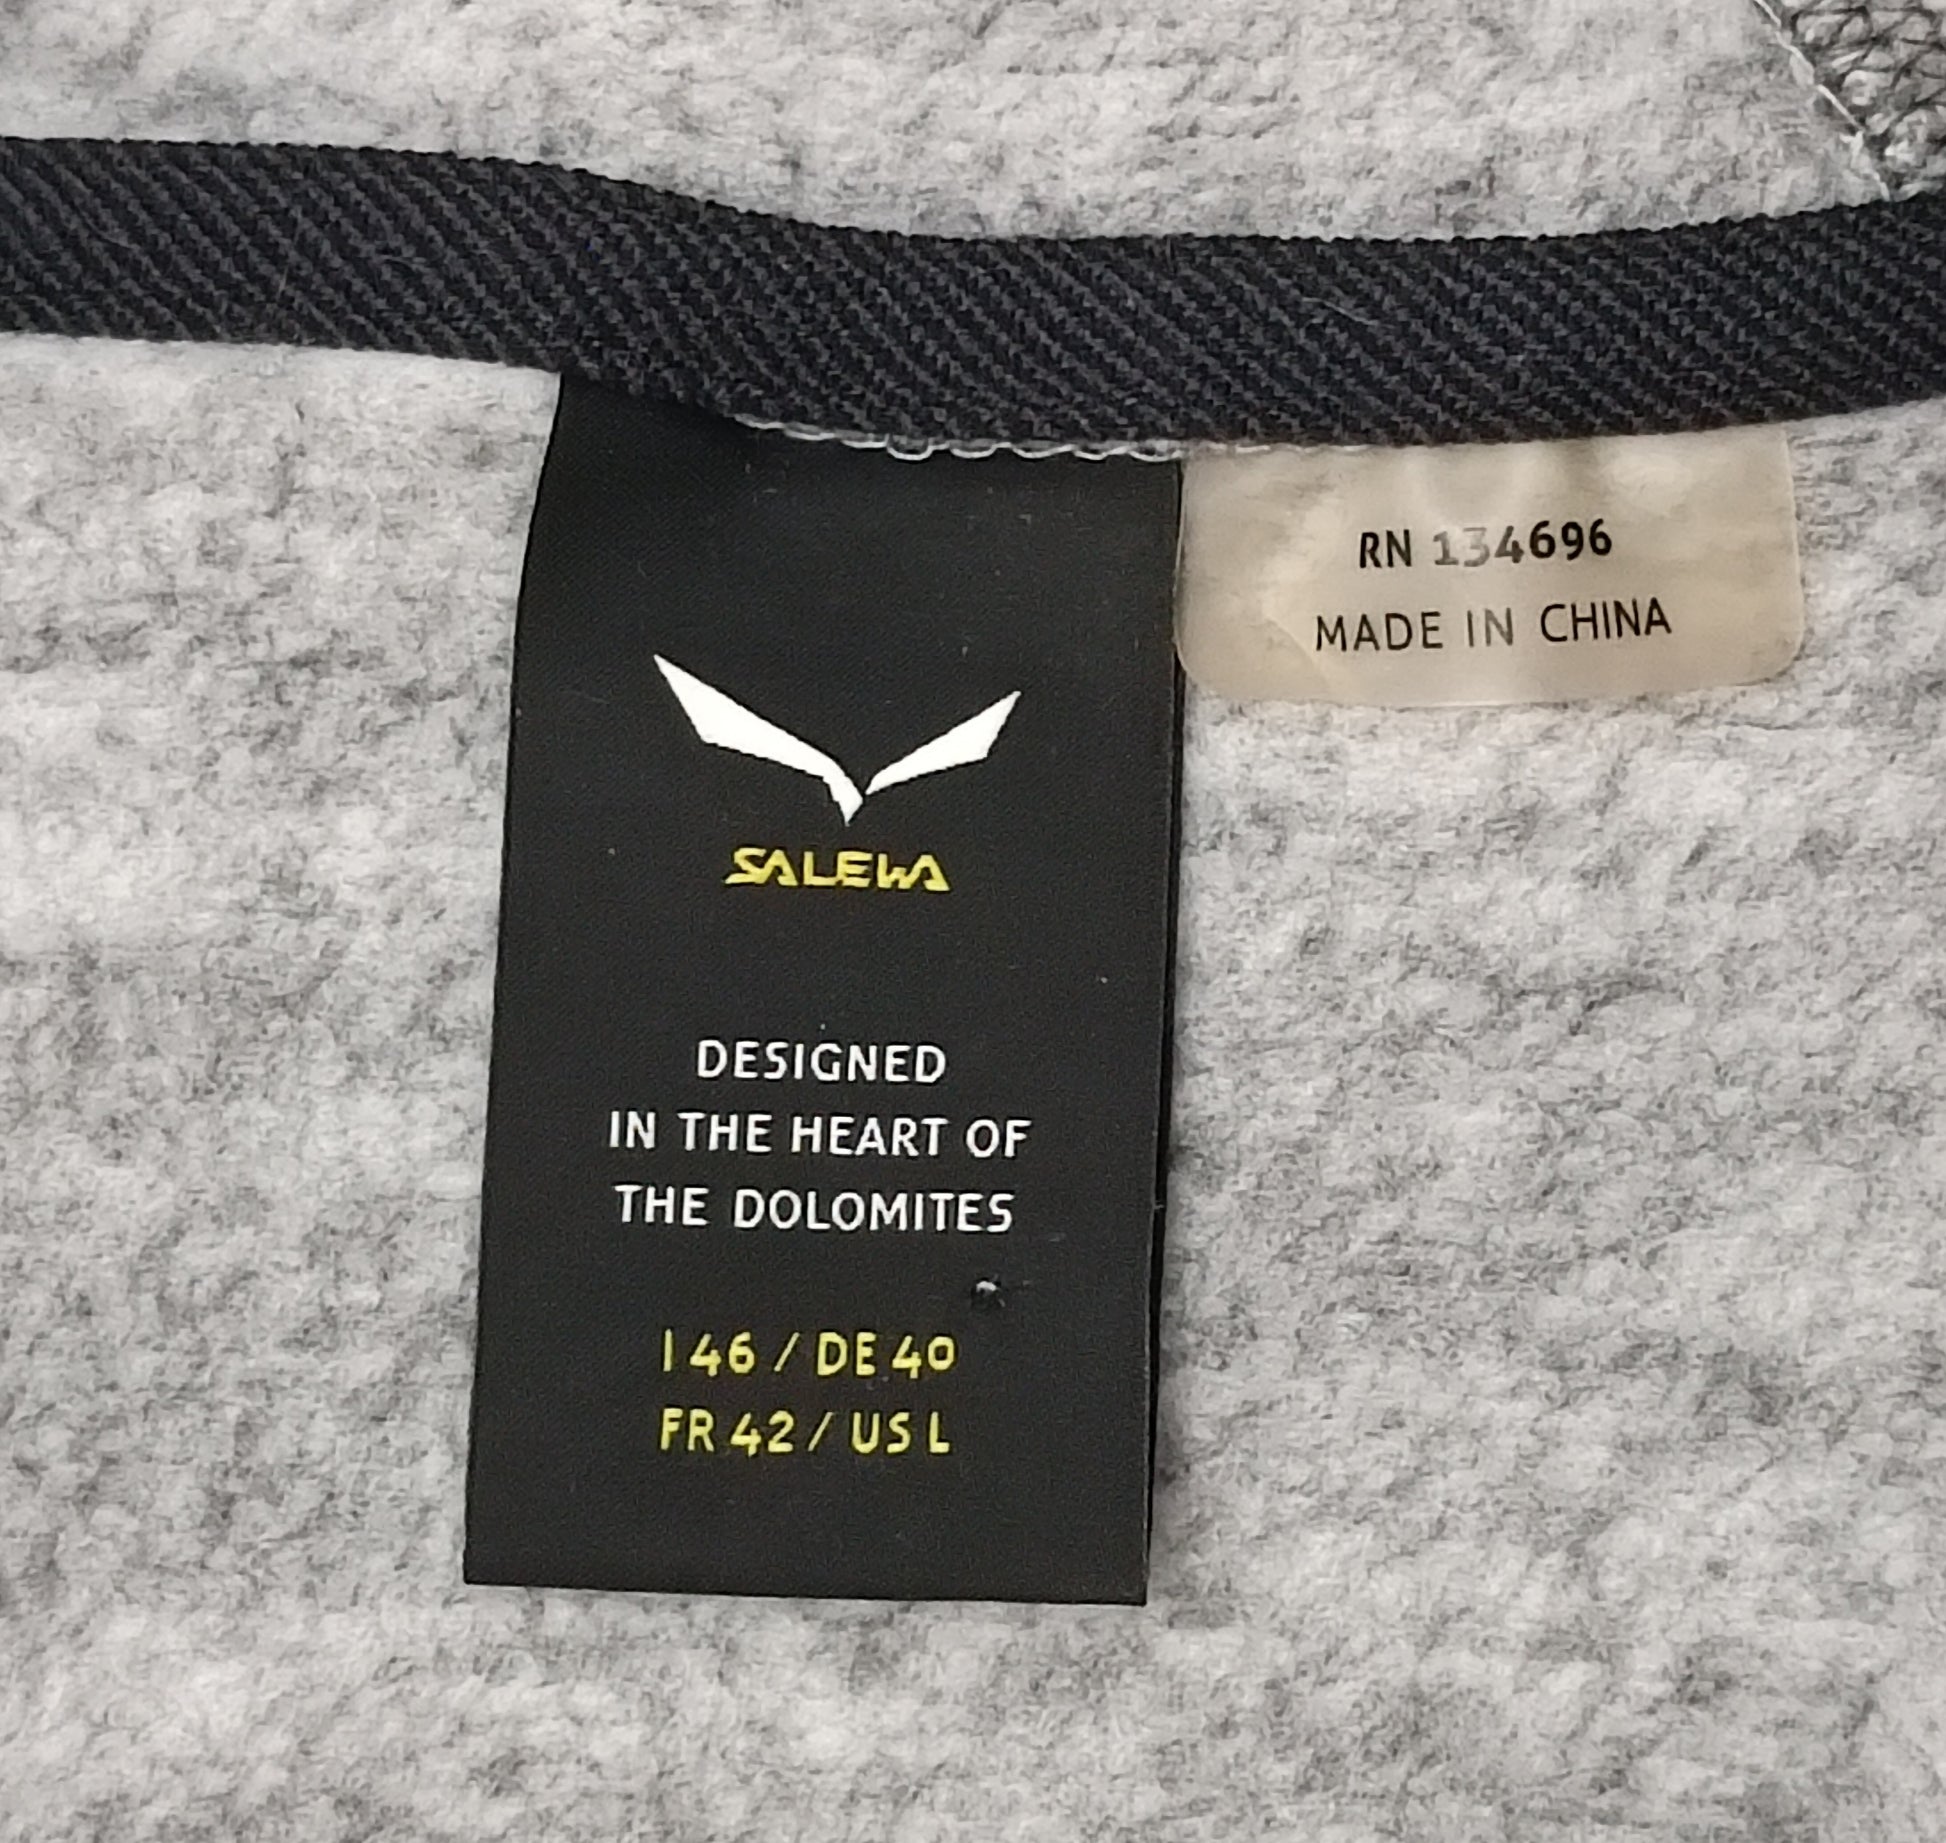 RN 134696
MADE IN CHINA
SALEWA
DESIGNED
IN THE HEART OF
THE DOLOMITES
I 46 / DE 40
FR 42 / US L